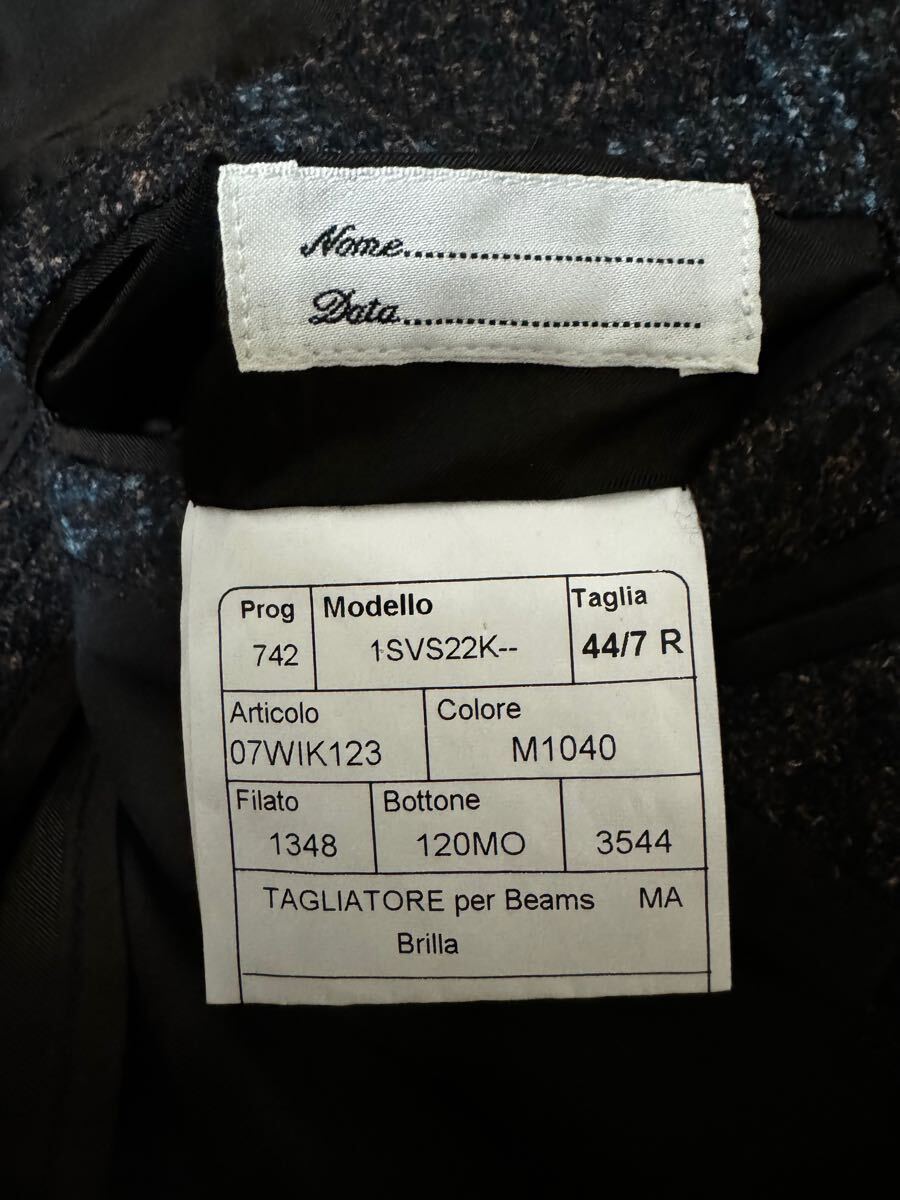 Nome
Data
Prog Modello Taglia
742 1SVS22K-- 44/7 R
Articolo Colore
07WIK123 M1040
Filato Bottone
1348 120MO 3544
TAGLIATORE per Beams MA
Brilla